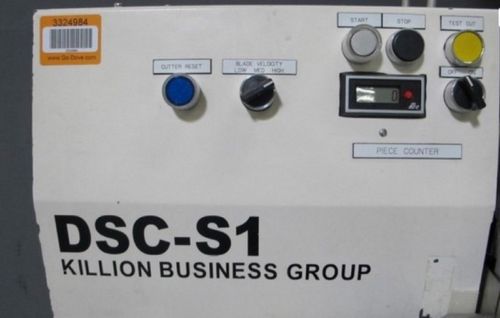 3324984
www.Go-Dove.com
START
STOP
TEST CUT
CUTTER RESET
BLADE VELOCITY
LOW MED HIGH
PIECE COUNTER
DSC-S1
KILLION BUSINESS GROUP